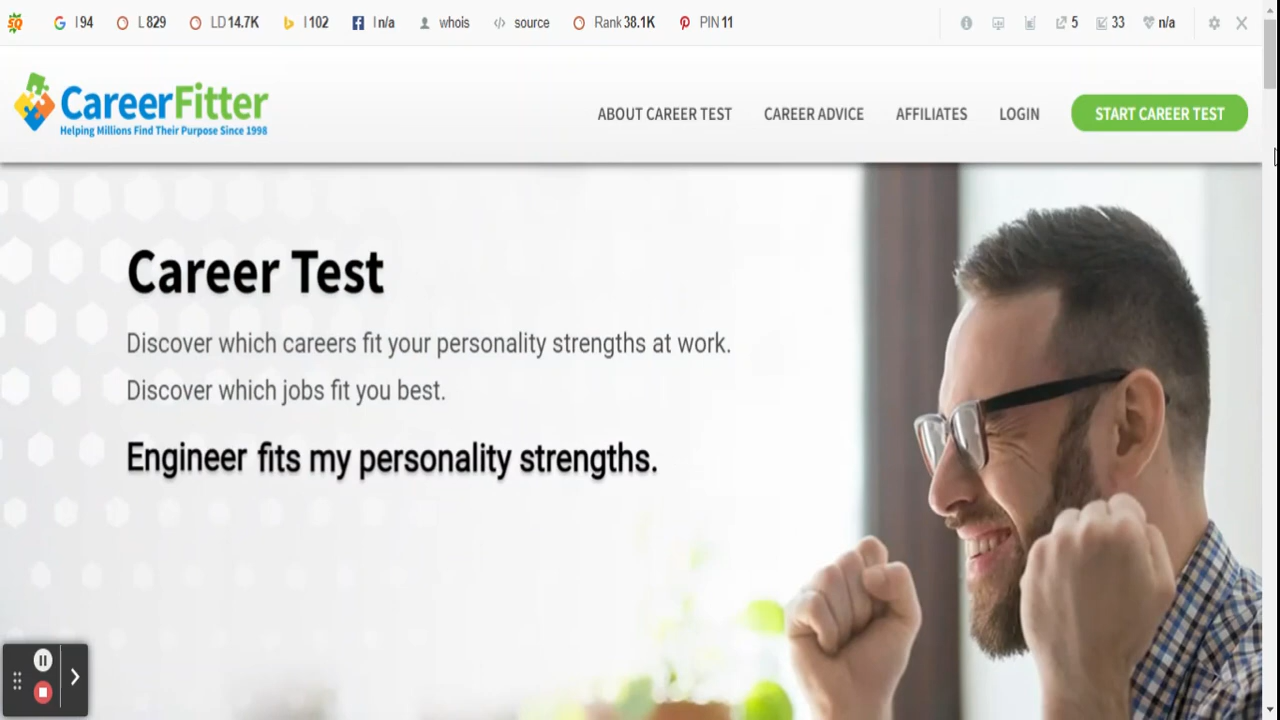 I 94 L 829 LD 14.7K I 102 I n/a whois source Rank 38.1K PIN 11 5 33 n/a
CareerFitter
Helping Millions Find Their Purpose Since 1998
ABOUT CAREER TEST CAREER ADVICE AFFILIATES LOGIN START CAREER TEST
Career Test
Discover which careers fit your personality strengths at work.
Discover which jobs fit you best.
Engineer fits my personality strengths.